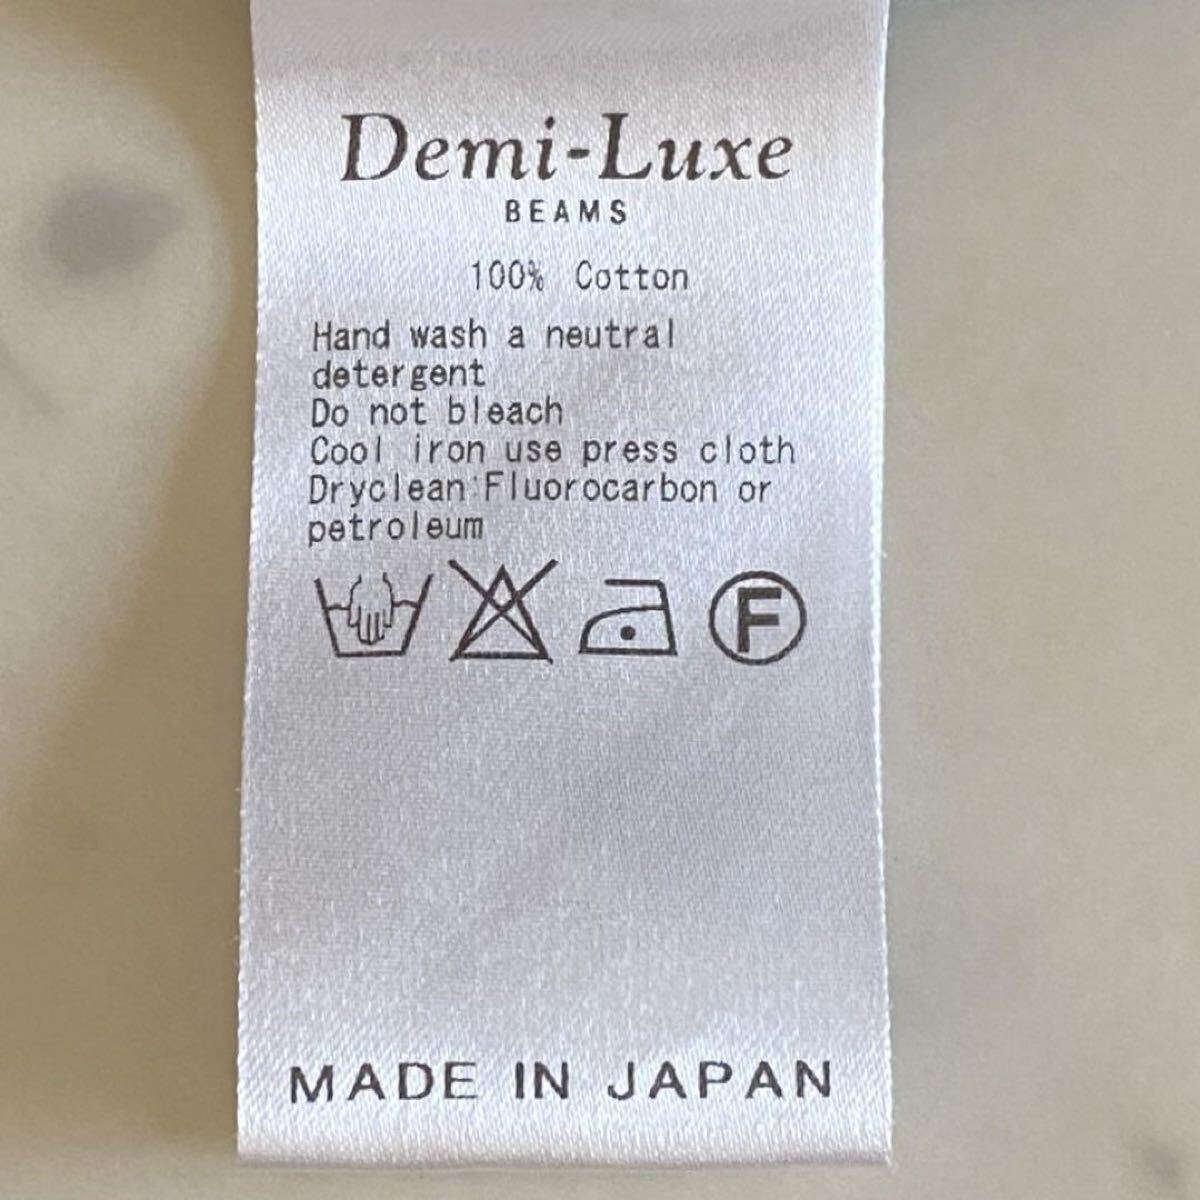 Demi-Luxe
BEAMS
100% Cotton
Hand wash a neutral
detergent
Do not bleach
Cool iron use press cloth
Dryclean:Fluorocarbon or
petroleum
F
MADE IN JAPAN